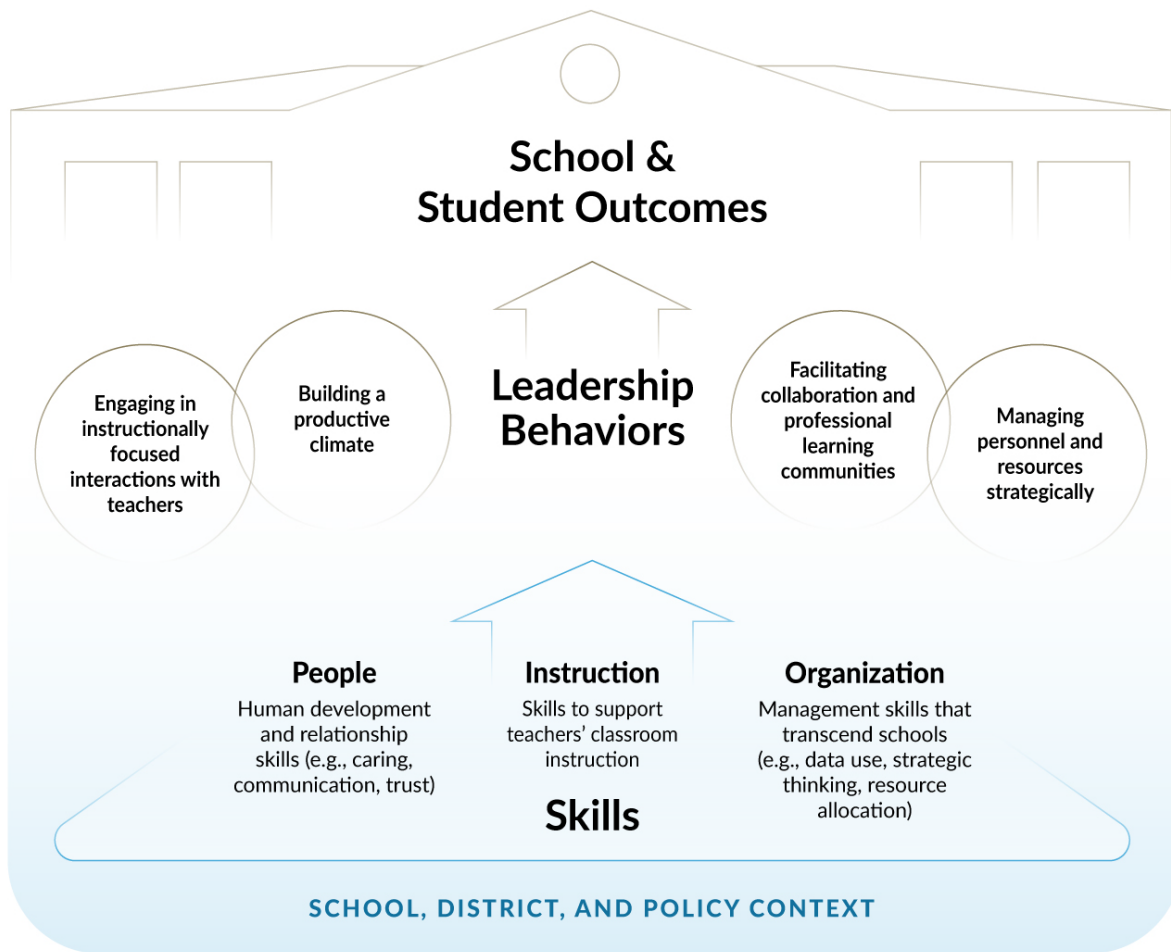 School &
Student Outcomes
Engaging in
instructionally
focused
interactions with
teachers
Building a
productive
climate
Leadership
Behaviors
Facilitating
collaboration and
professional
learning
communities
Managing
personnel and
resources
strategically
People
Human development
and relationship
skills (e.g., caring,
communication, trust)
Instruction
Skills to support
teachers’ classroom
instruction
Organization
Management skills that
transcend schools
(e.g., data use, strategic
thinking, resource
allocation)
Skills
SCHOOL, DISTRICT, AND POLICY CONTEXT